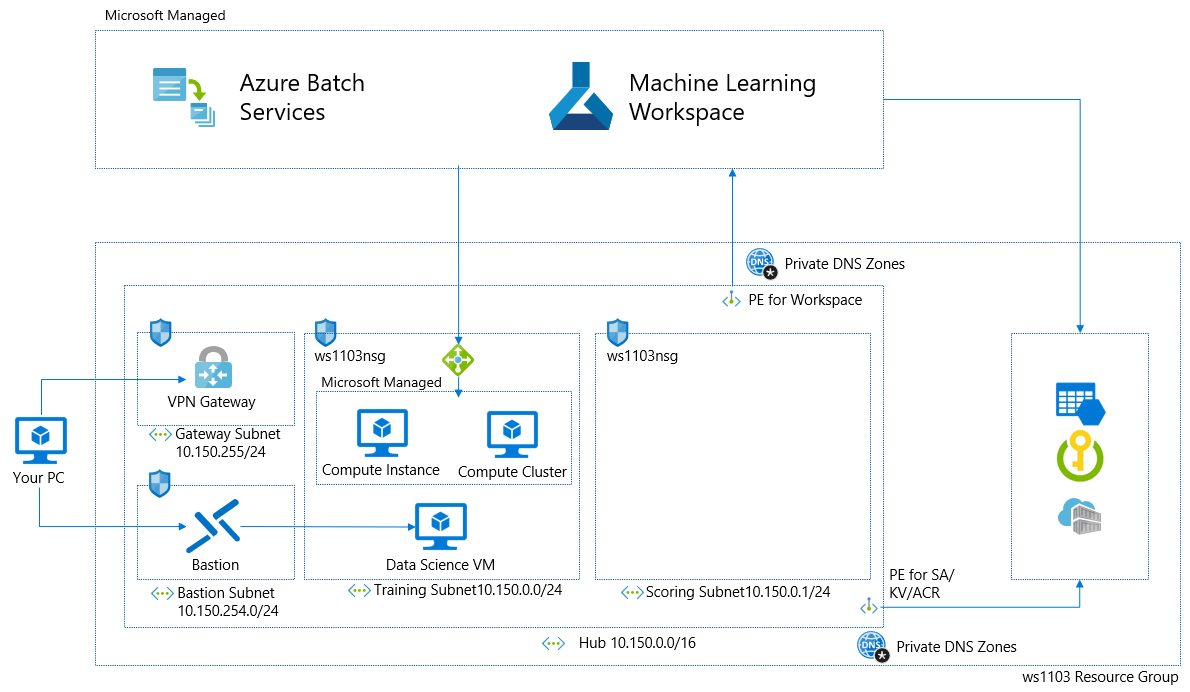 Microsoft Managed
Azure Batch
Services
Machine Learning
Workspace
DNS
Private DNS Zones
PE for Workspace
ws1103nsg
ws1103nsg
Microsoft Managed
VPN Gateway
Gateway Subnet
10.150.255/24
Compute Instance
Compute Cluster
Your PC
Bastion
Data Science VM
Bastion Subnet
10.150.254.0/24
Training Subnet10.150.0.0/24
Scoring Subnet10.150.0.1/24
PE for SA/
KV/ACR
Hub 10.150.0.0/16
DNS
Private DNS Zones
ws1103 Resource Group